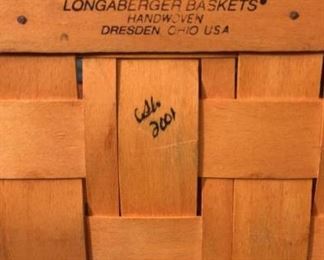 LONGABERGER BASKETS®
HANDWOVEN
DRESDEN, OHIO USA
2001